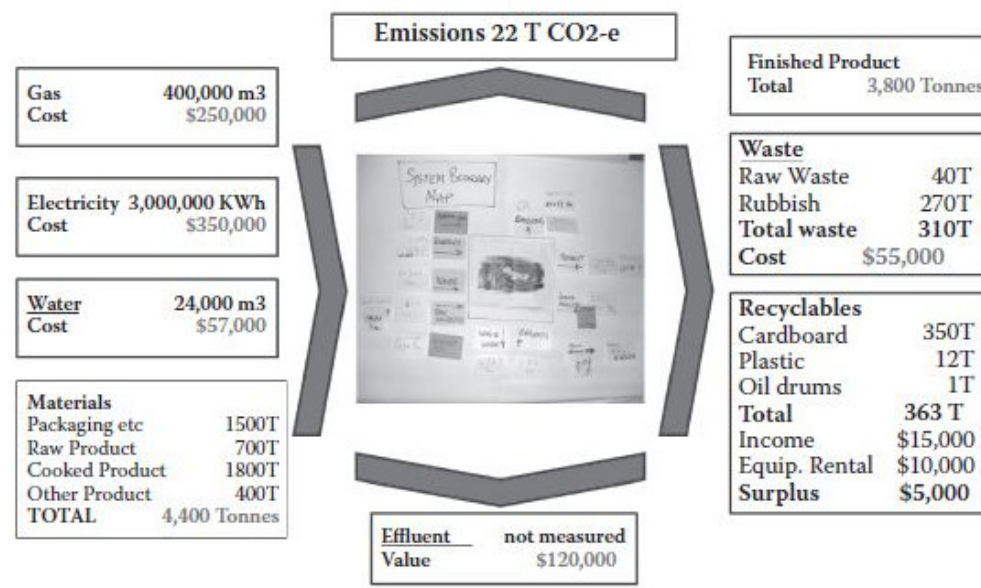 Emissions 22 T CO2-e
Gas 400,000 m3
Cost $250,000
Electricity 3,000,000 KWh
Cost $350,000
Water 24,000 m3
Cost $57,000
Materials
Packaging etc 1500T
Raw Product 700T
Cooked Product 1800T
Other Product 400T
TOTAL 4,400 Tonnes
SYSTEM BOUNDARY
MAP
Effluent not measured
Value $120,000
Finished Product
Total 3,800 Tonnes
Waste
Raw Waste 40T
Rubbish 270T
Total waste 310T
Cost $55,000
Recyclables
Cardboard 350T
Plastic 12T
Oil drums 1T
Total 363 T
Income $15,000
Equip. Rental $10,000
Surplus $5,000